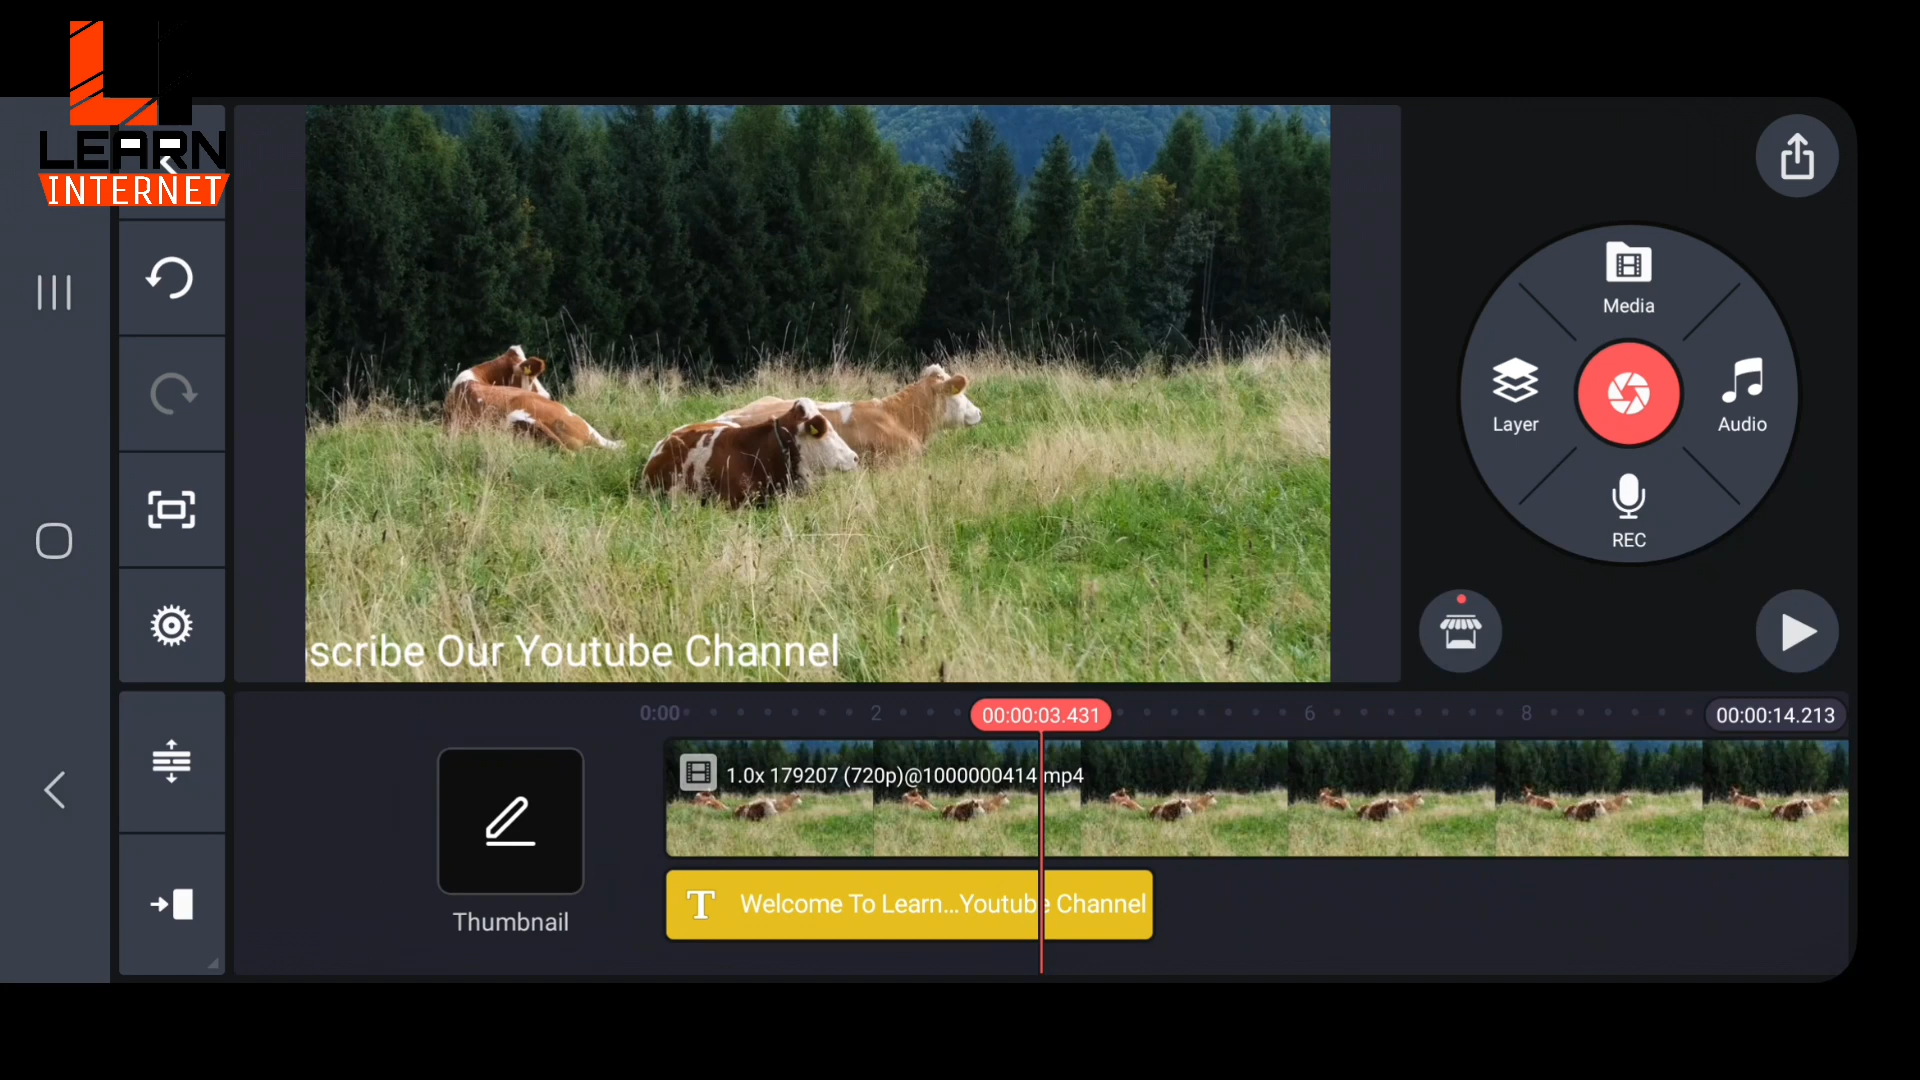 LEARN
INTERNET
Media
Layer
Audio
REC
scribe Our Youtube Channel
0:00
2
00:00:03.431
6
8
00:00:14.213
1.0x 179207 (720p)@1000000414.mp4
T Welcome To Learn...Youtube Channel
Thumbnail